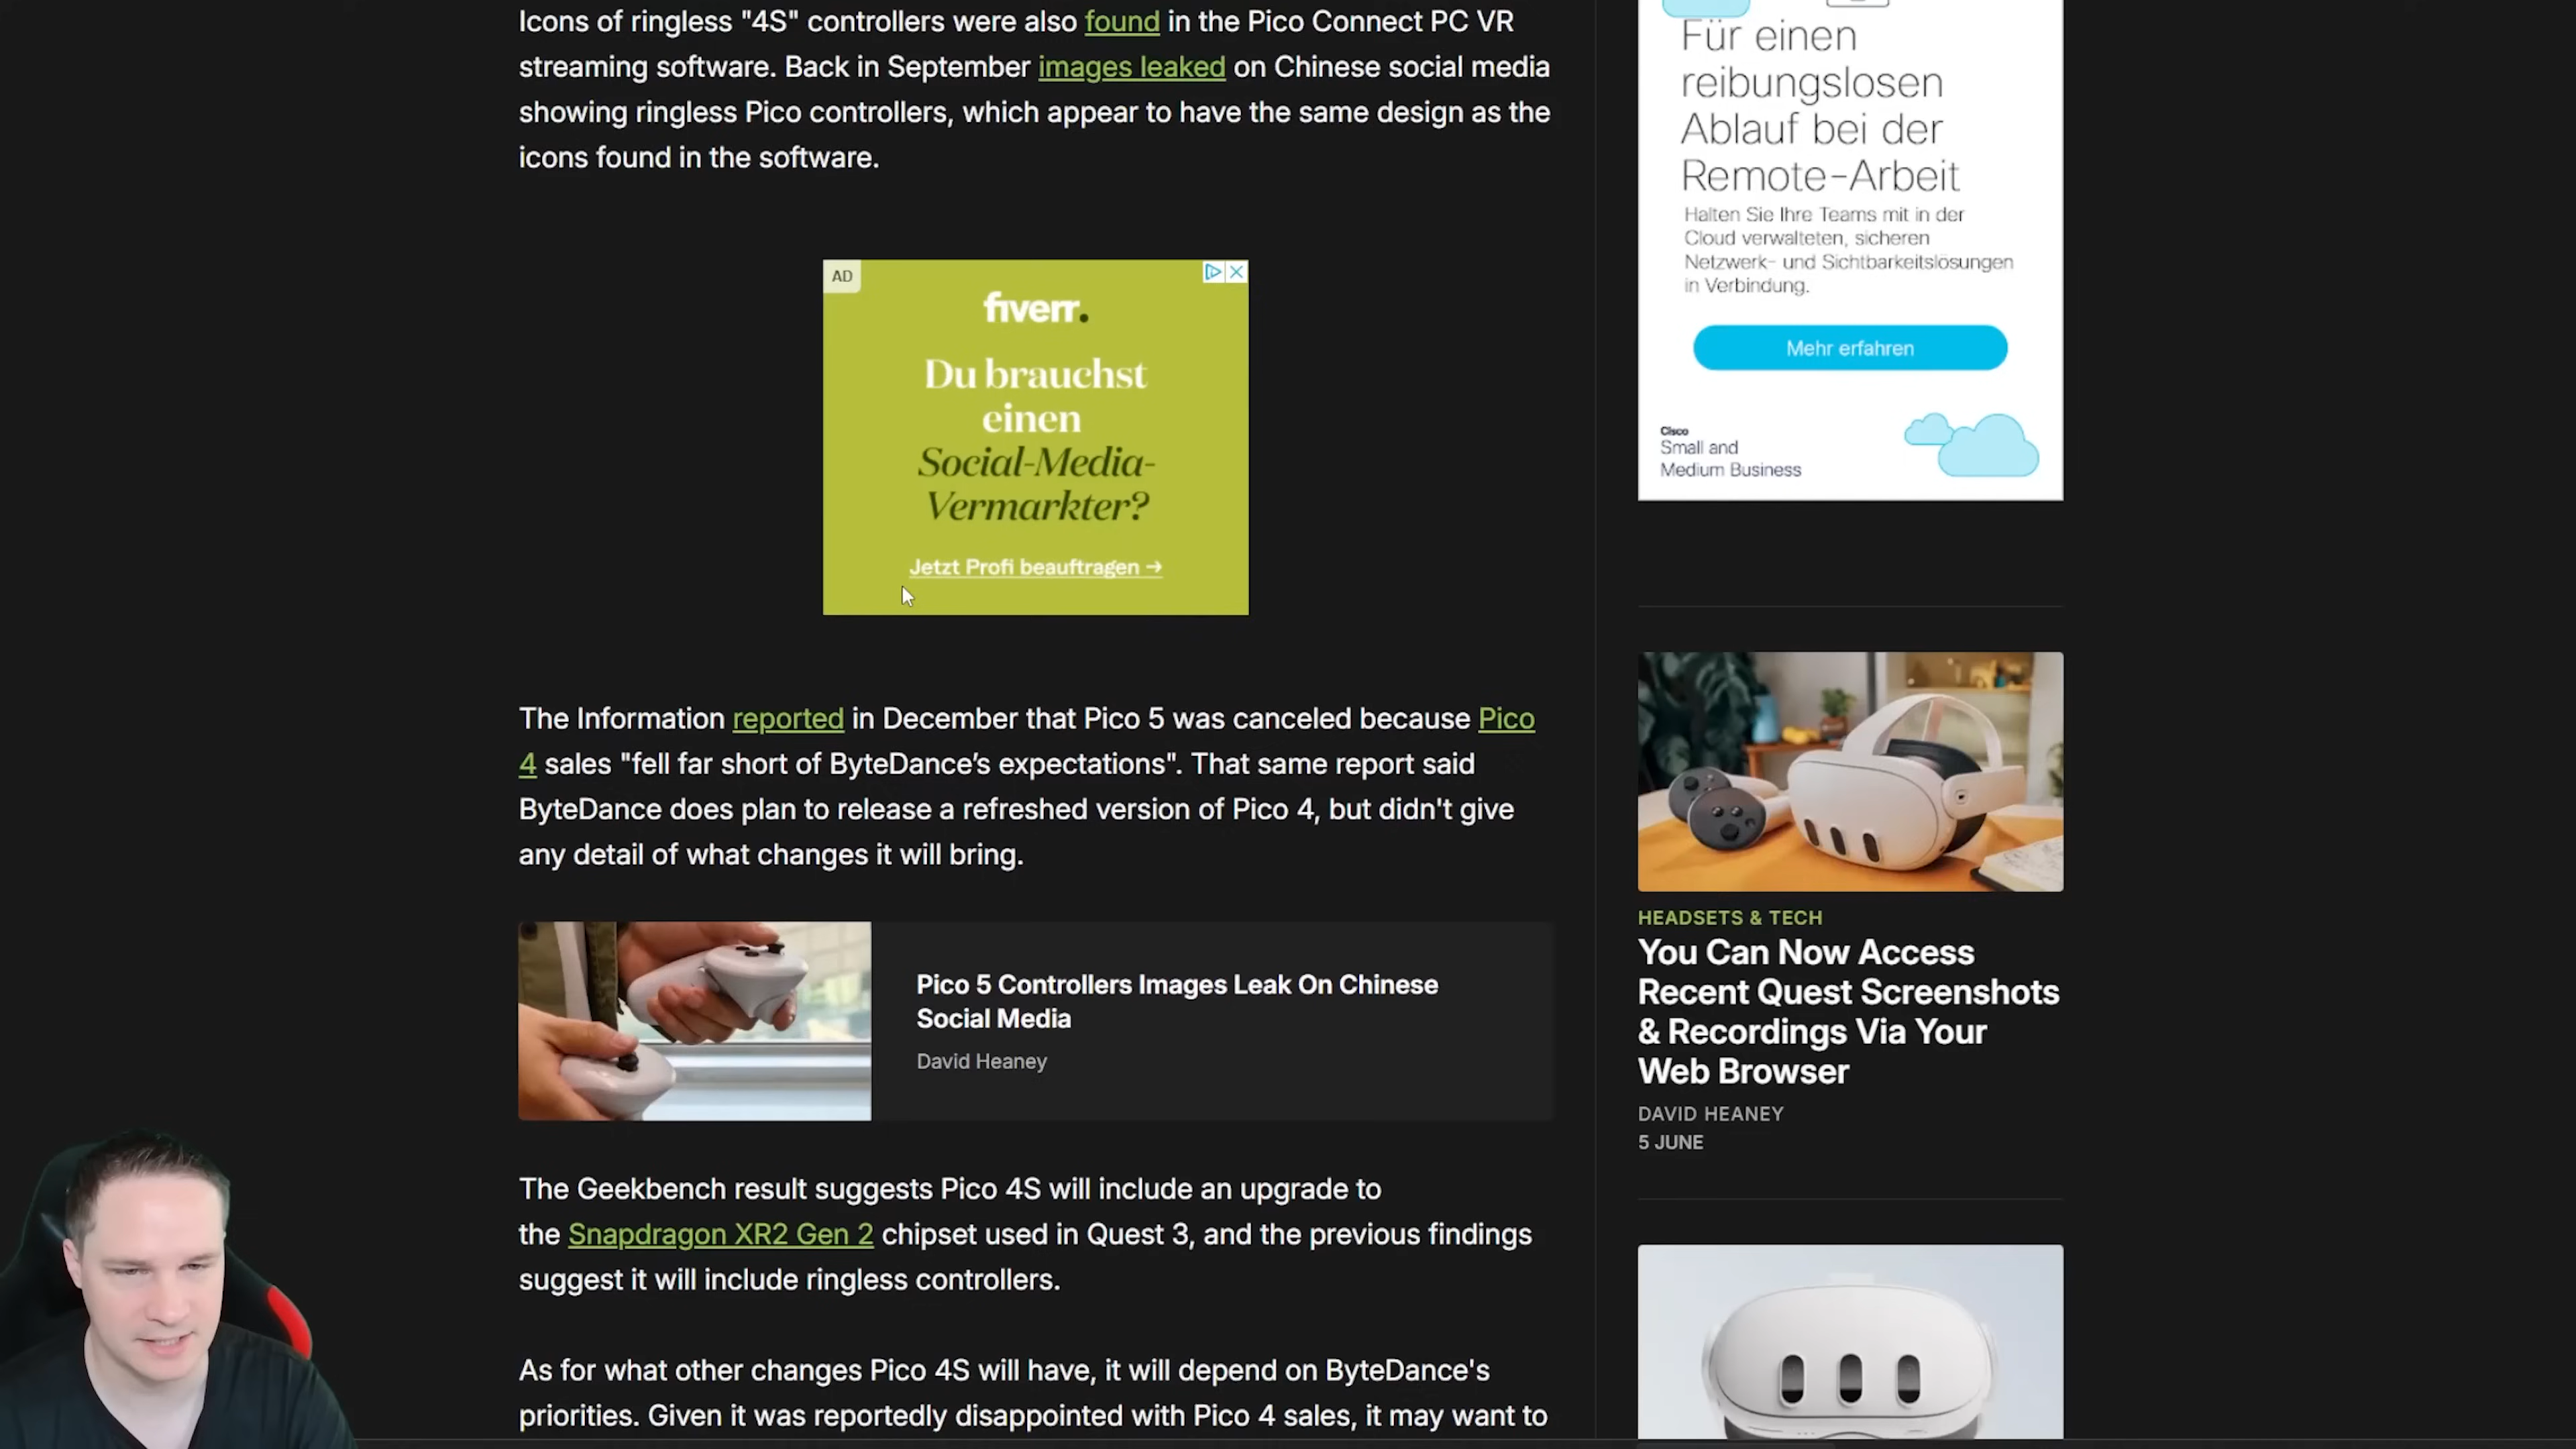 Icons of ringless "4S" controllers were also found in the Pico Connect PC VR
streaming software. Back in September images leaked on Chinese social media
showing ringless Pico controllers, which appear to have the same design as the
icons found in the software.
AD
fiverr.
Du brauchst
einen
Social-Media-
Vermarkter?
Jetzt Profi beauftragen →
The Information reported in December that Pico 5 was canceled because Pico
4 sales "fell far short of ByteDance’s expectations". That same report said
ByteDance does plan to release a refreshed version of Pico 4, but didn't give
any detail of what changes it will bring.
Pico 5 Controllers Images Leak On Chinese
Social Media
David Heaney
The Geekbench result suggests Pico 4S will include an upgrade to
the Snapdragon XR2 Gen 2 chipset used in Quest 3, and the previous findings
suggest it will include ringless controllers.
As for what other changes Pico 4S will have, it will depend on ByteDance's
priorities. Given it was reportedly disappointed with Pico 4 sales, it may want to
Für einen
reibungslosen
Ablauf bei der
Remote-Arbeit
Halten Sie Ihre Teams mit in der
Cloud verwalteten, sicheren
Netzwerk- und Sichtbarkeitslösungen
in Verbindung.
Mehr erfahren
Cisco
Small and
Medium Business
HEADSETS & TECH
You Can Now Access
Recent Quest Screenshots
& Recordings Via Your
Web Browser
DAVID HEANEY
5 JUNE